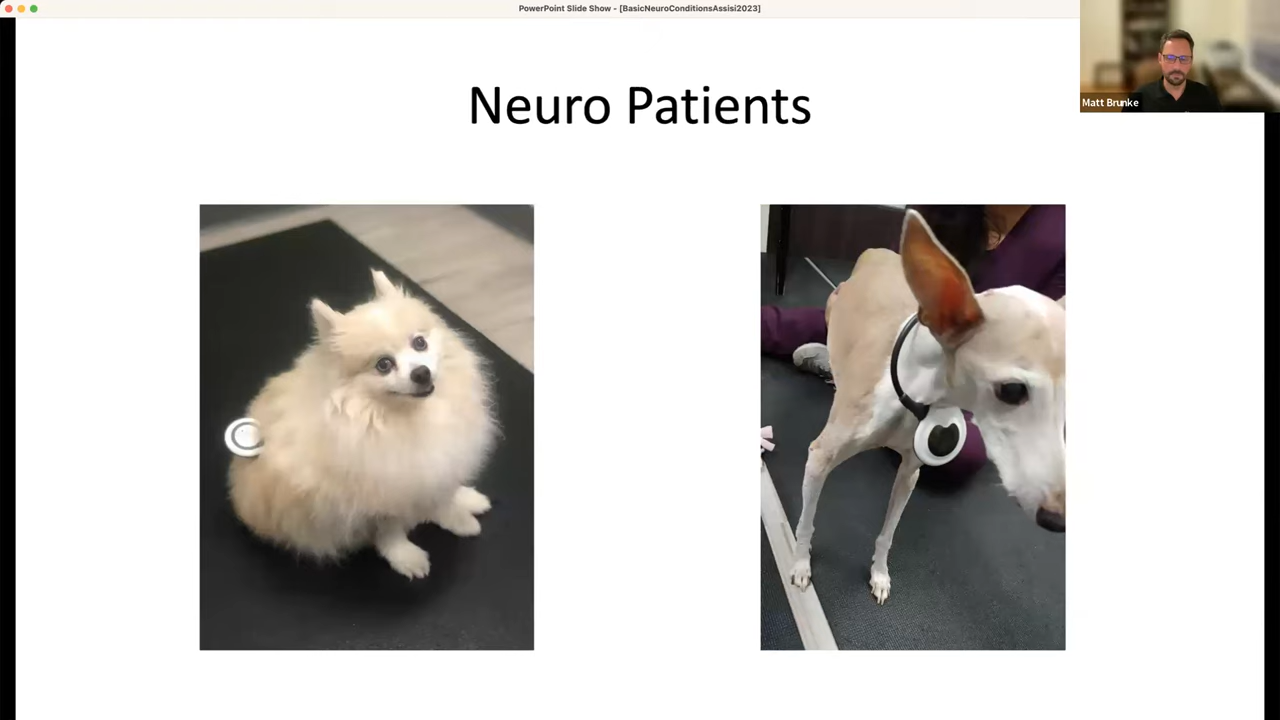 PowerPoint Slide Show - [BasicNeuroConditionsAssisi2023]
Matt Brunke
Neuro Patients